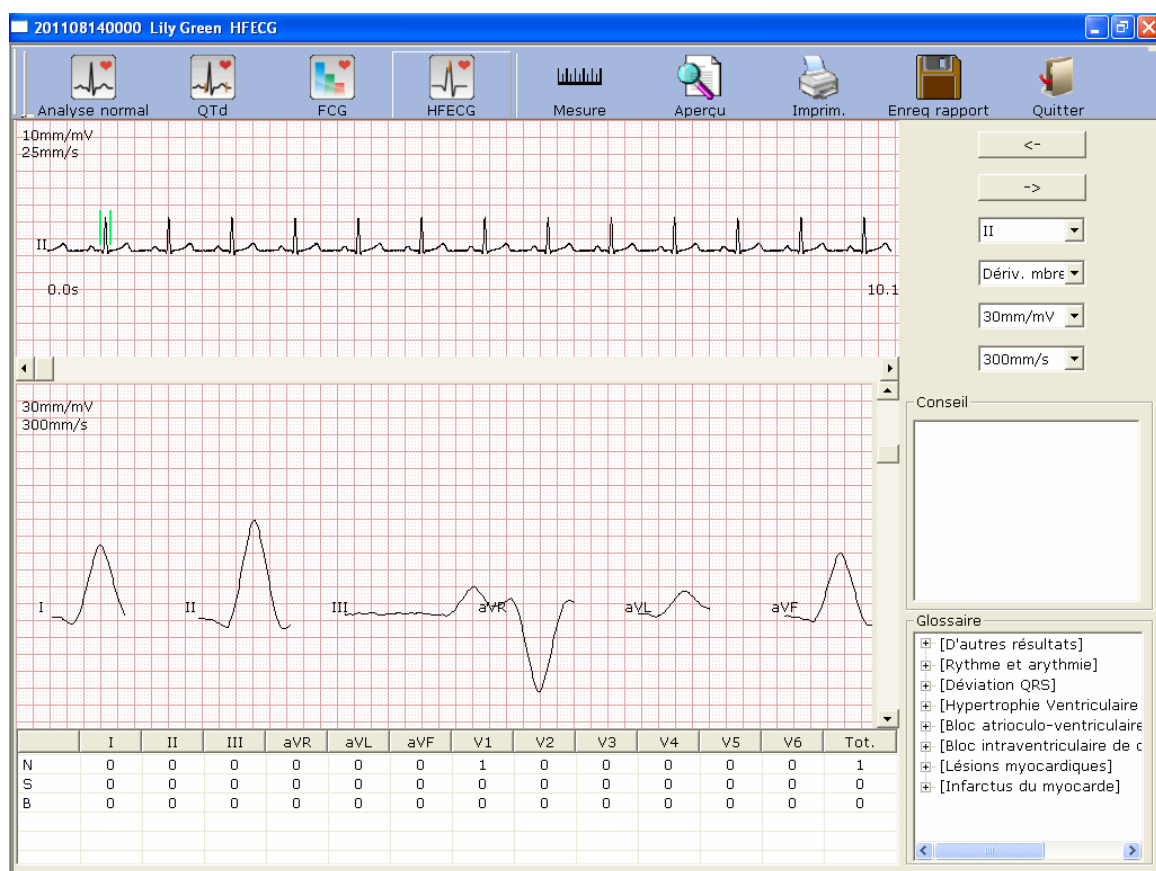 201108140000 Lily Green HFECG
Analyse normal QTd FCG HFECG Mesure Aperçu Imprim. Enreq rapport Quitter
10mm/mV
25mm/s
II
0.0s 10.1
<-
->
II
Dériv. mbre
30mm/mV
300mm/s
30mm/mV
300mm/s
I II III aVR aVL aVF
Conseil
Glossaire
[D'autres résultats]
[Rythme et arythmie]
[Déviation QRS]
[Hypertrophie Ventriculaire
[Bloc atrioculo-ventriculaire
[Bloc intraventriculaire de c
[Lésions myocardiques]
[Infarctus du myocarde]
I II III aVR aVL aVF V1 V2 V3 V4 V5 V6 Tot.
N 0 0 0 0 0 0 1 0 0 0 0 0 1
S 0 0 0 0 0 0 0 0 0 0 0 0 0
B 0 0 0 0 0 0 0 0 0 0 0 0 0